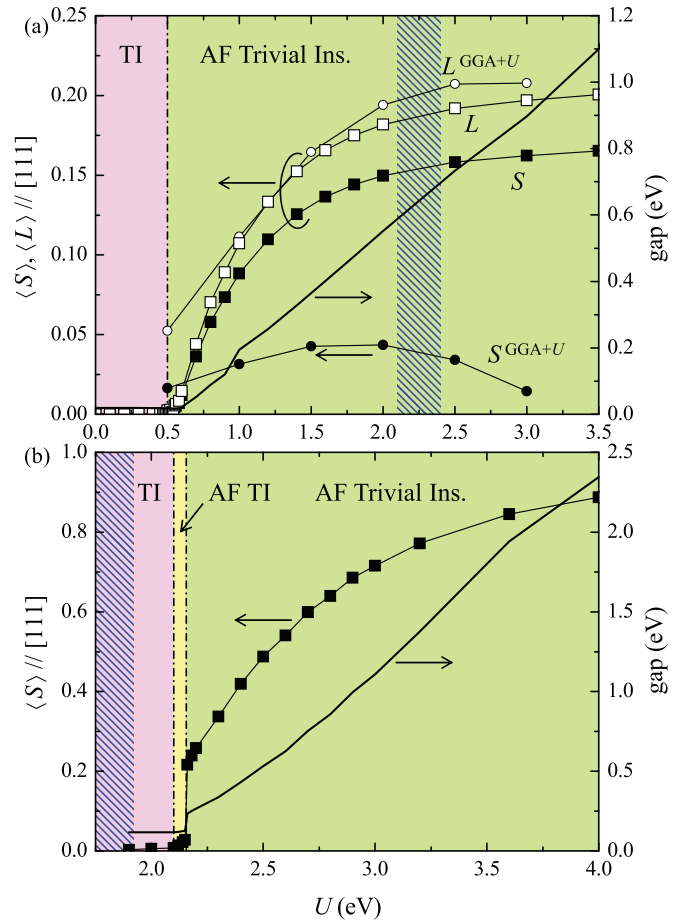 (a)
TI
AF Trivial Ins.
L^GGA+U
L
S
S^GGA+U
0.25
0.20
0.15
0.10
0.05
0.00
⟨S⟩, ⟨L⟩ // [111]
1.2
1.0
0.8
0.6
0.4
0.2
0.0
gap (eV)
0.0 0.5 1.0 1.5 2.0 2.5 3.0 3.5
(b)
TI
AF TI
AF Trivial Ins.
1.0
0.8
0.6
0.4
0.2
0.0
⟨S⟩ // [111]
2.5
2.0
1.5
1.0
0.5
0.0
gap (eV)
2.0 2.5 3.0 3.5 4.0
U (eV)